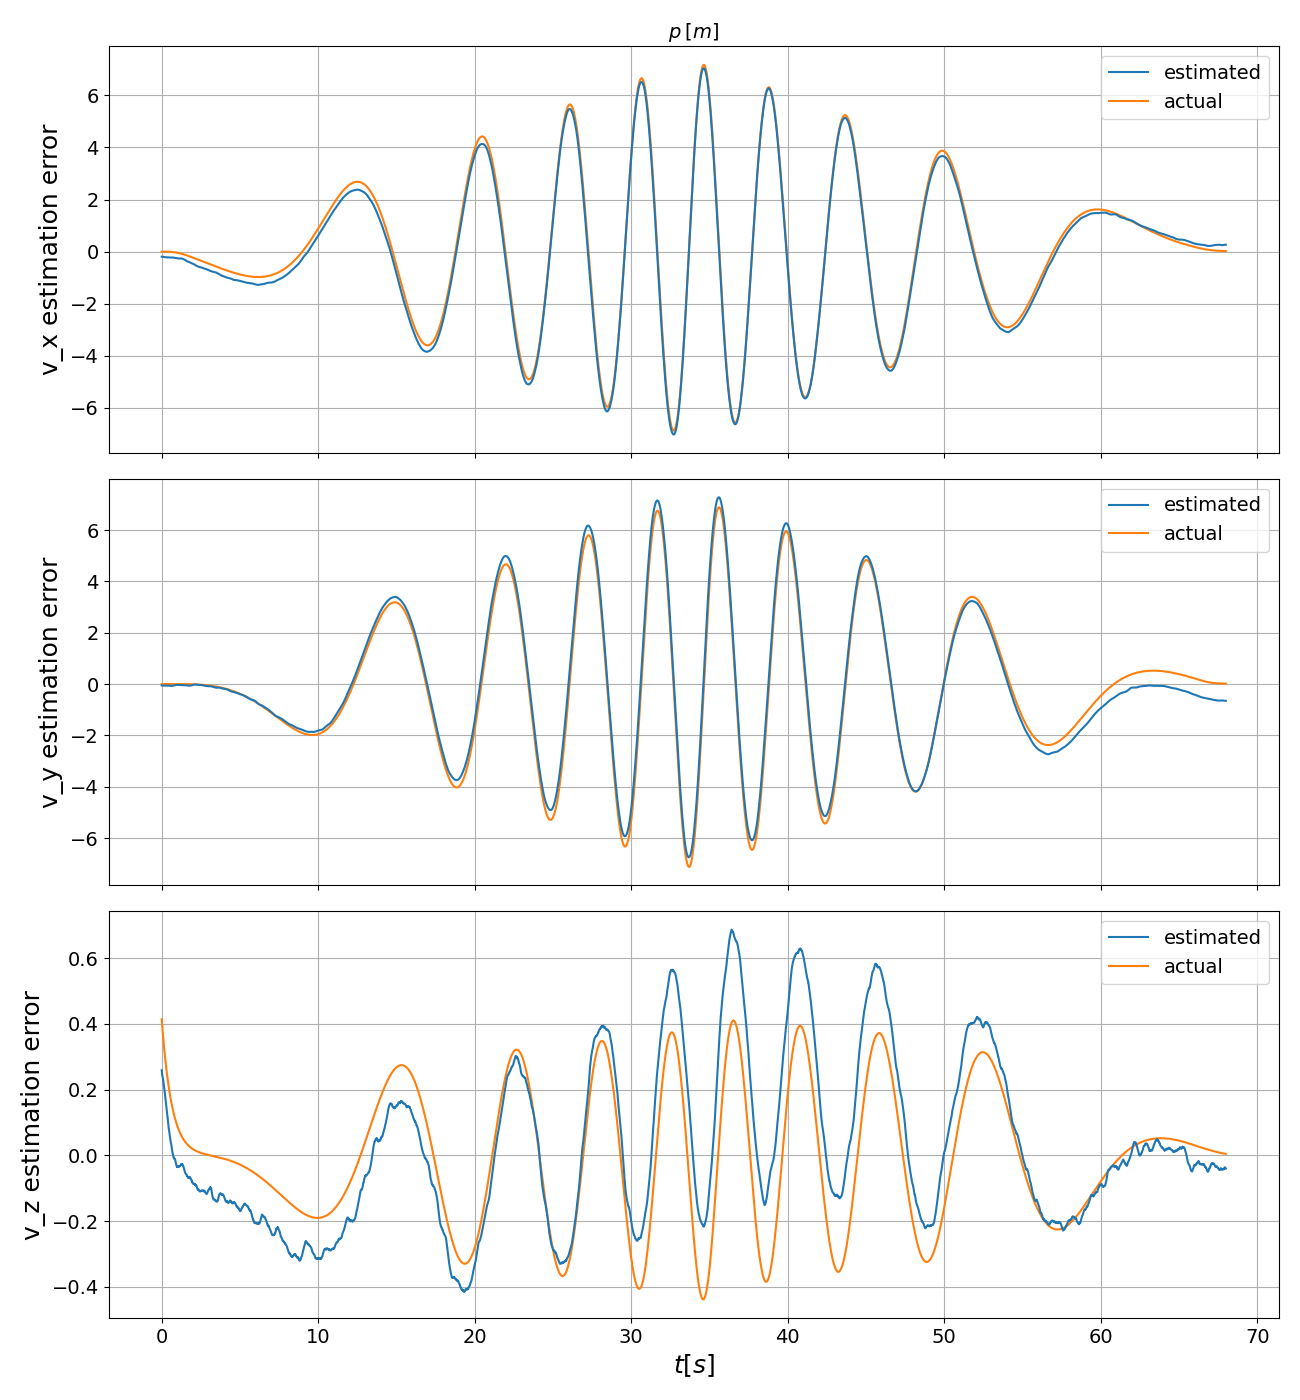 p [m]
v_x estimation error
6
4
2
0
−2
−4
−6
estimated
actual
v_y estimation error
6
4
2
0
−2
−4
−6
estimated
actual
v_z estimation error
0.6
0.4
0.2
0.0
−0.2
−0.4
estimated
actual
0 10 20 30 40 50 60 70
t[s]